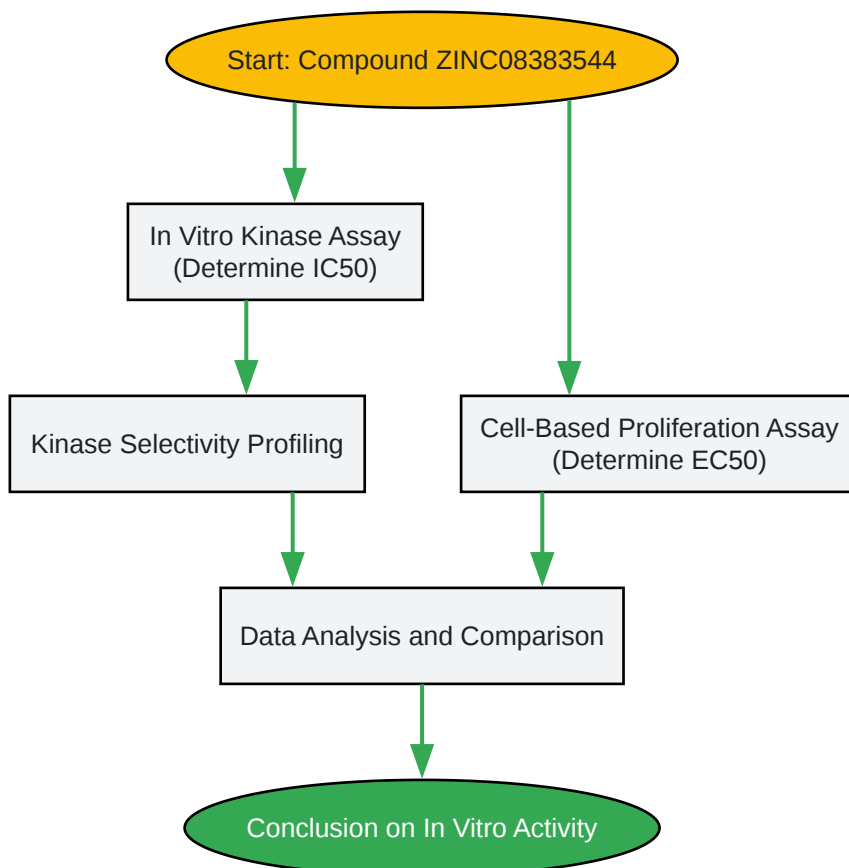 Start: Compound ZINC08383544
In Vitro Kinase Assay
(Determine IC50)
Kinase Selectivity Profiling
Cell-Based Proliferation Assay
(Determine EC50)
Data Analysis and Comparison
Conclusion on In Vitro Activity